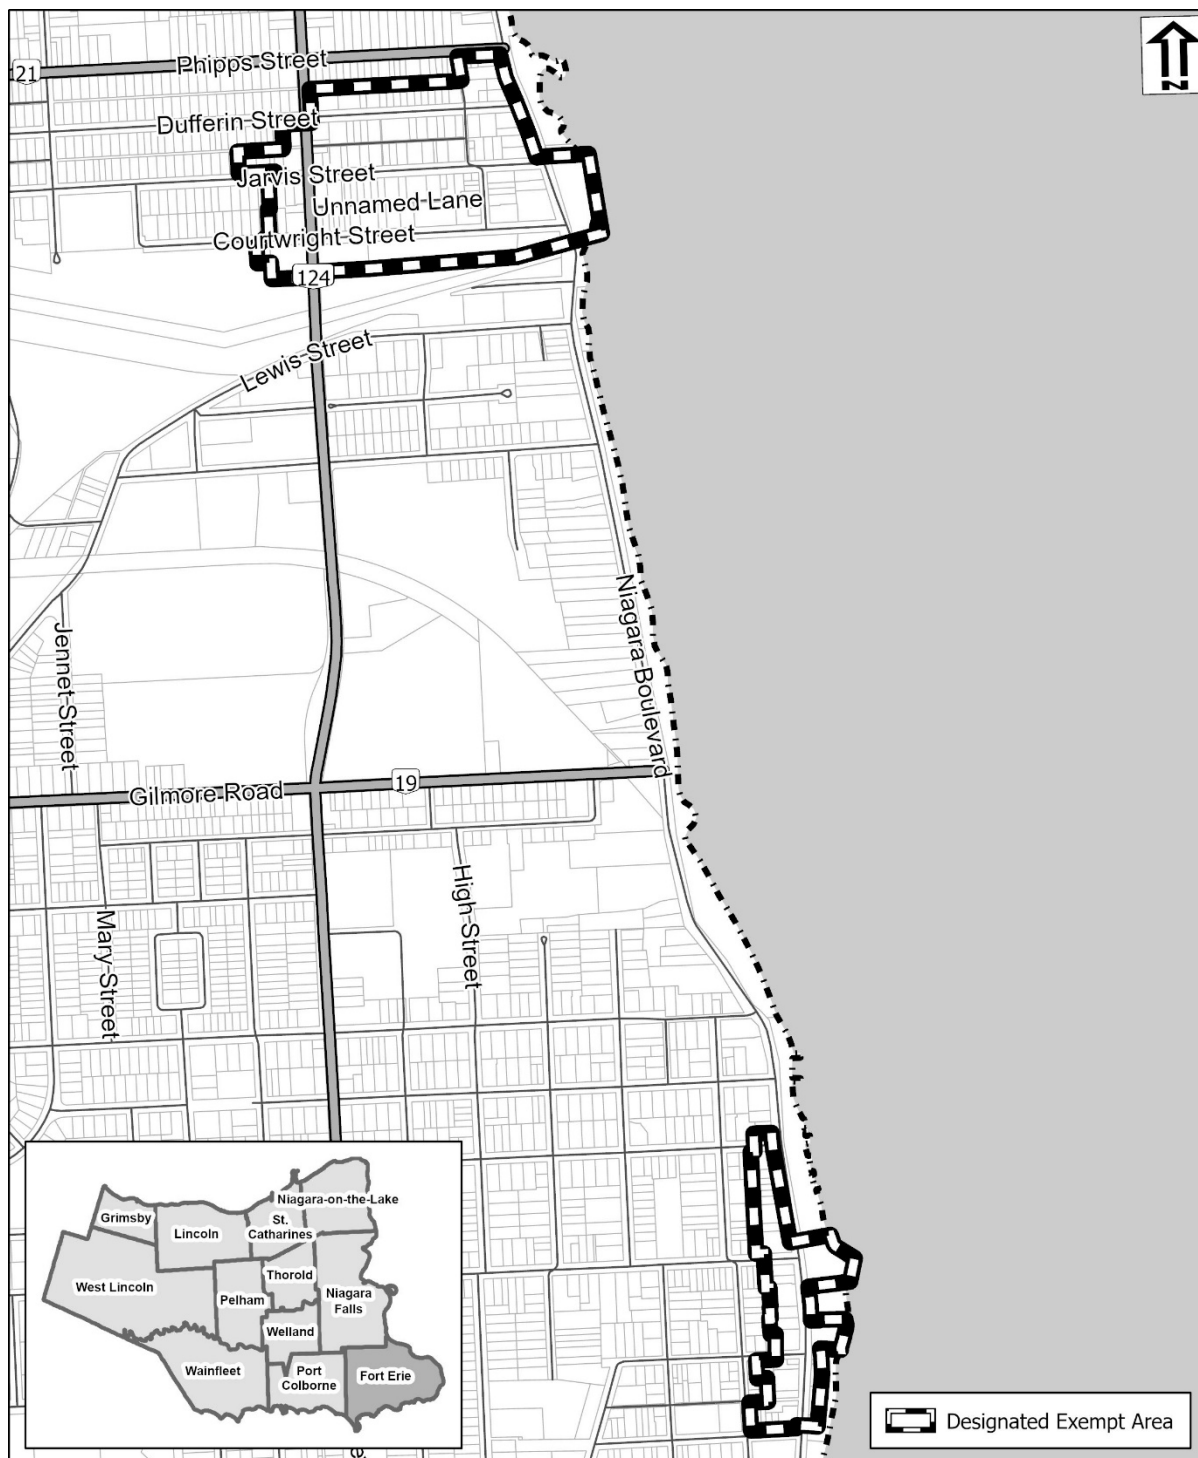 N
Phipps Street
21
Dufferin Street
Jarvis Street
Unnamed Lane
Courtwright Street
124
Lewis Street
Niagara Boulevard
Jennet Street
19
Gilmore Road
High Street
Mary Street
Niagara-on-the-Lake
Grimsby
St.
Catharines
Lincoln
Thorold
West Lincoln
Pelham
Niagara
Falls
Welland
Wainfleet
Port
Colborne
Fort Erie
Designated Exempt Area